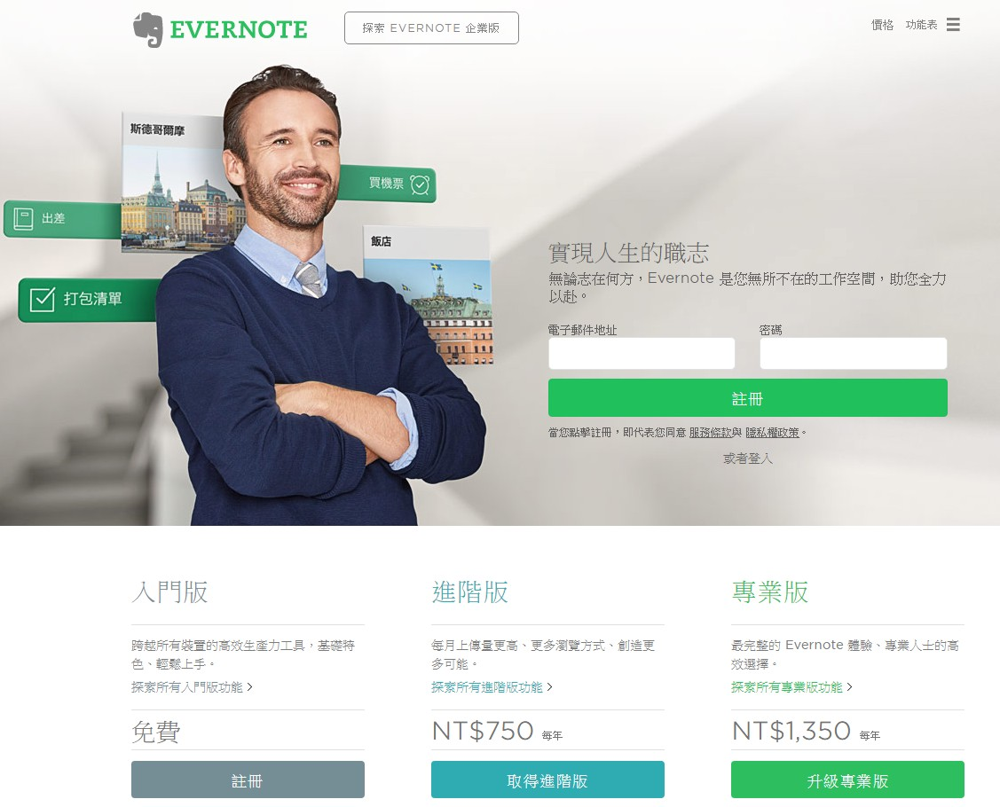 EVERNOTE
探索 EVERNOTE 企業版
價格
功能表
斯德哥爾摩
買機票
出差
飯店
打包清單
實現人生的職志
無論志在何方，Evernote 是您無所不在的工作空間，助您全力
以赴。
電子郵件地址
密碼
註冊
當您點擊註冊，即代表您同意 服務條款與 隱私權政策。
或者登入
入門版
跨越所有裝置的高效生產力工具，基礎特
色、輕鬆上手。
探索所有入門版功能
免費
註冊
進階版
每月上傳量更高、更多瀏覽方式、創造更
多可能。
探索所有進階版功能
NT$750 每年
取得進階版
專業版
最完整的 Evernote 體驗、專業人士的高
效選擇。
探索所有專業版功能
NT$1,350 每年
升級專業版